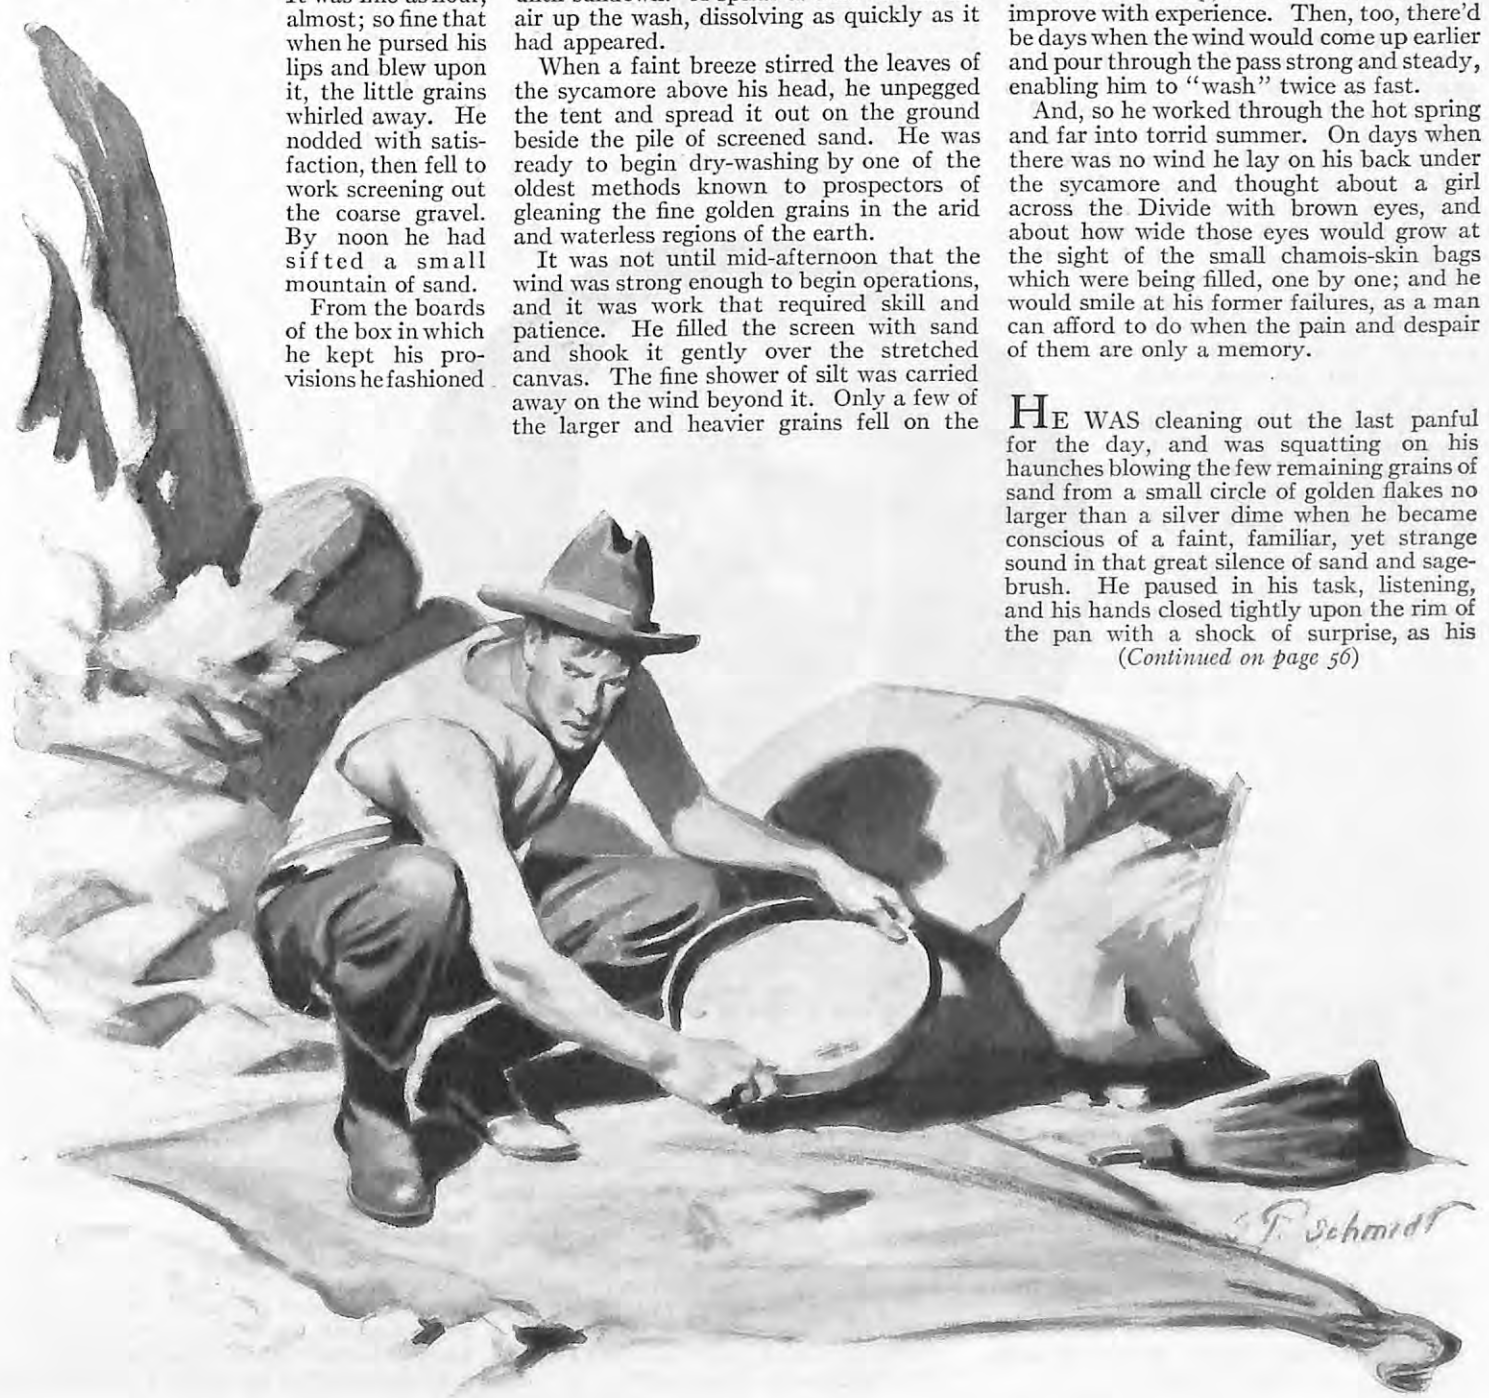 almost; so fine that
when he pursed his
lips and blew upon
it, the little grains
whirled away. He
nodded with satis-
faction, then fell to
work screening out
the coarse gravel.
By noon he had
sifted a small
mountain of sand.
From the boards
of the box in which
he kept his pro-
visions he fashioned
air up the wash, dissolving as quickly as it
had appeared.
When a faint breeze stirred the leaves of
the sycamore above his head, he unpegged
the tent and spread it out on the ground
beside the pile of screened sand. He was
ready to begin dry-washing by one of the
oldest methods known to prospectors of
gleaning the fine golden grains in the arid
and waterless regions of the earth.
It was not until mid-afternoon that the
wind was strong enough to begin operations,
and it was work that required skill and
patience. He filled the screen with sand
and shook it gently over the stretched
canvas. The fine shower of silt was carried
away on the wind beyond it. Only a few of
the larger and heavier grains fell on the
improve with experience. Then, too, there'd
be days when the wind would come up earlier
and pour through the pass strong and steady,
enabling him to "wash" twice as fast.
And, so he worked through the hot spring
and far into torrid summer. On days when
there was no wind he lay on his back under
the sycamore and thought about a girl
across the Divide with brown eyes, and
about how wide those eyes would grow at
the sight of the small chamois-skin bags
which were being filled, one by one; and he
would smile at his former failures, as a man
can afford to do when the pain and despair
of them are only a memory.
HE WAS cleaning out the last panful
for the day, and was squatting on his
haunches blowing the few remaining grains of
sand from a small circle of golden flakes no
larger than a silver dime when he became
conscious of a faint, familiar, yet strange
sound in that great silence of sand and sage-
brush. He paused in his task, listening,
and his hands closed tightly upon the rim of
the pan with a shock of surprise, as his
(Continued on page 56)
Schmidt